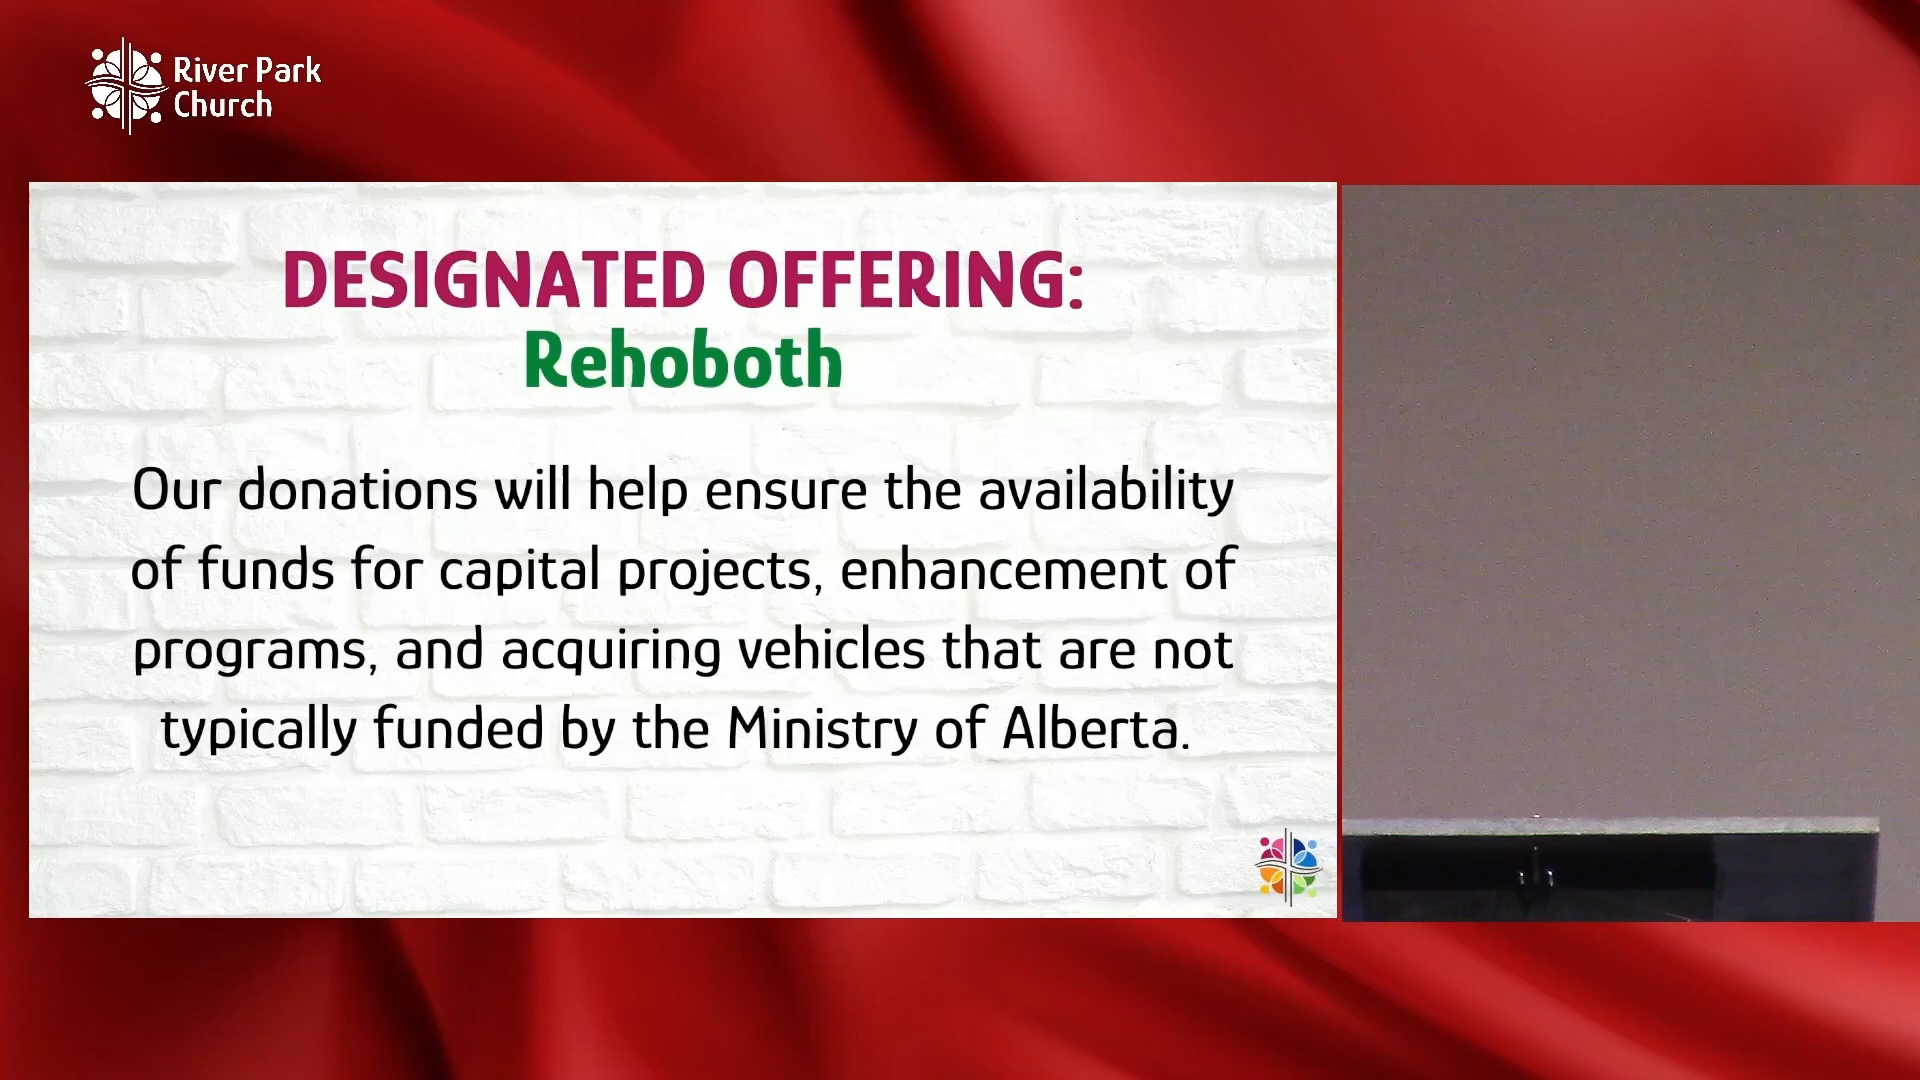 River Park
Church
DESIGNATED OFFERING:
Rehoboth
Our donations will help ensure the availability
of funds for capital projects, enhancement of
programs, and acquiring vehicles that are not
typically funded by the Ministry of Alberta.